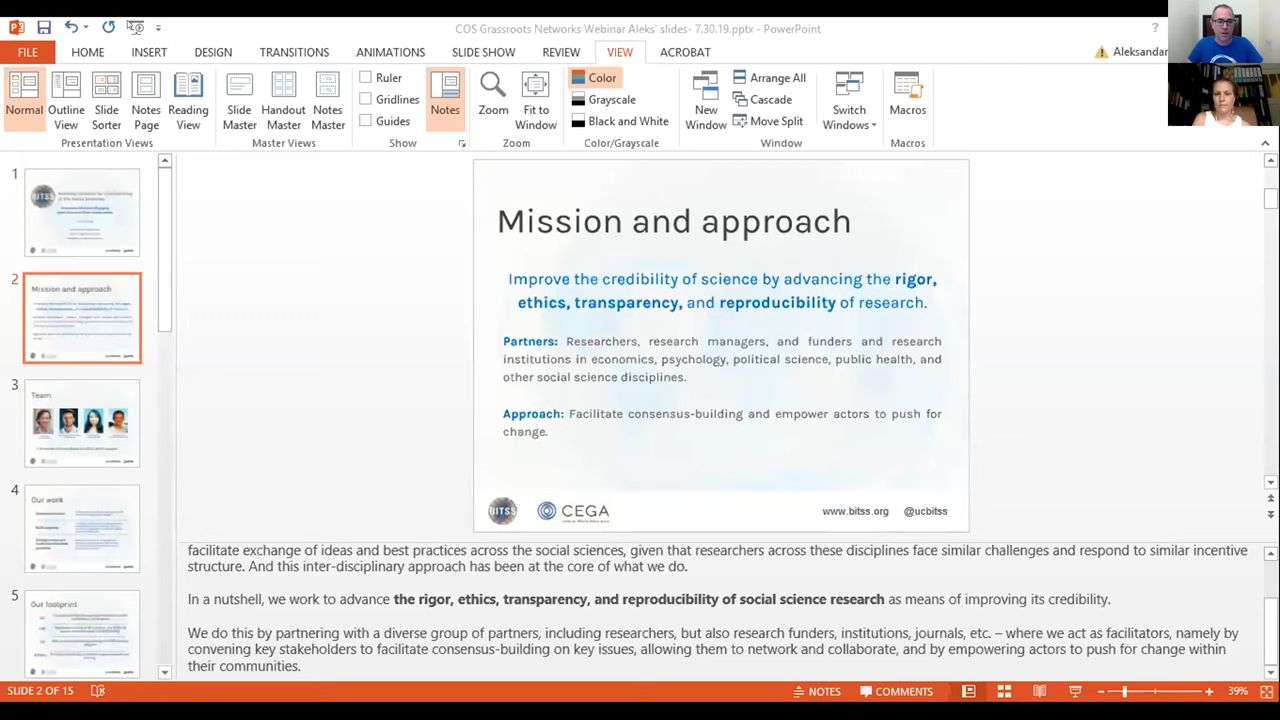 COS Grassroots Networks Webinar Aleks' slides- 7.30.19.pptx - PowerPoint
?
FILE HOME INSERT DESIGN TRANSITIONS ANIMATIONS SLIDE SHOW REVIEW VIEW ACROBAT Aleksandar
Normal
Outline View
Slide Sorter
Notes Page
Reading View
Presentation Views
Slide Master
Handout Master
Notes Master
Master Views
Ruler
Gridlines
Guides
Show
Notes
Zoom
Fit to Window
Zoom
Color
Grayscale
Black and White
Color/Grayscale
New Window
Arrange All
Cascade
Move Split
Switch Windows
Window
Macros
Macros
1
BITSS
2
Mission and approach
3
Team
4
Our work
5
Our footprint
Mission and approach
Improve the credibility of science by advancing the rigor,
ethics, transparency, and reproducibility of research.
Partners: Researchers, research managers, and funders and research
institutions in economics, psychology, political science, public health, and
other social science disciplines.
Approach: Facilitate consensus-building and empower actors to push for
change.
BITSS CEGA www.bitss.org @ucbitss
facilitate exchange of ideas and best practices across the social sciences, given that researchers across these disciplines face similar challenges and respond to similar incentive
structure. And this inter-disciplinary approach has been at the core of what we do.
In a nutshell, we work to advance the rigor, ethics, transparency, and reproducibility of social science research as means of improving its credibility.
We do this by partnering with a diverse group of partners, including researchers, but also research funders, institutions, journals, etc. – where we act as facilitators, namely by
convening key stakeholders to facilitate consensus-building on key issues, allowing them to network and collaborate, and by empowering actors to push for change within
their communities.
SLIDE 2 OF 15 NOTES COMMENTS 39%